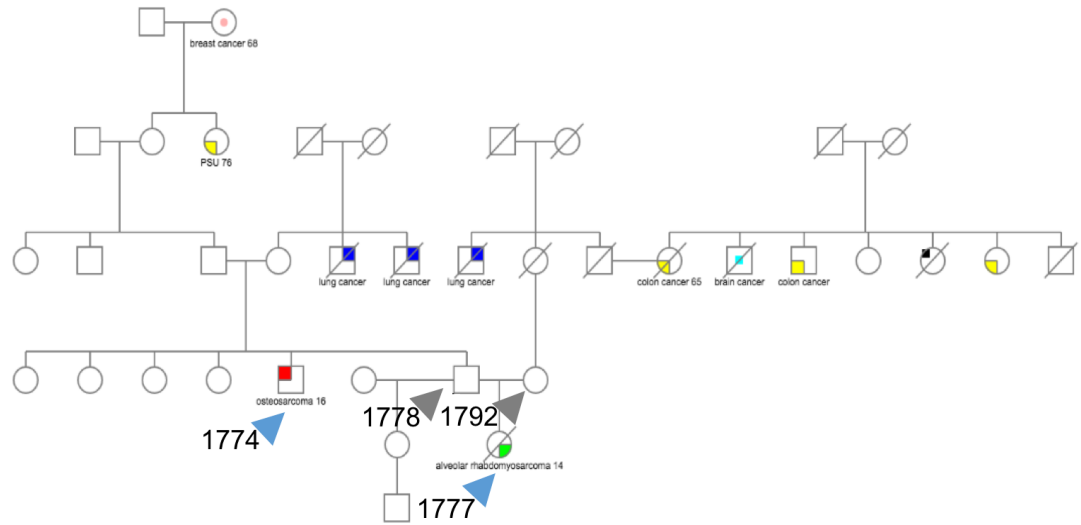 breast cancer 68
PSU 76
lung cancer
lung cancer
lung cancer
colon cancer 65
brain cancer
colon cancer
osteosarcoma 16
1778
1792
1774
alveolar rhabdomyosarcoma 14
1777